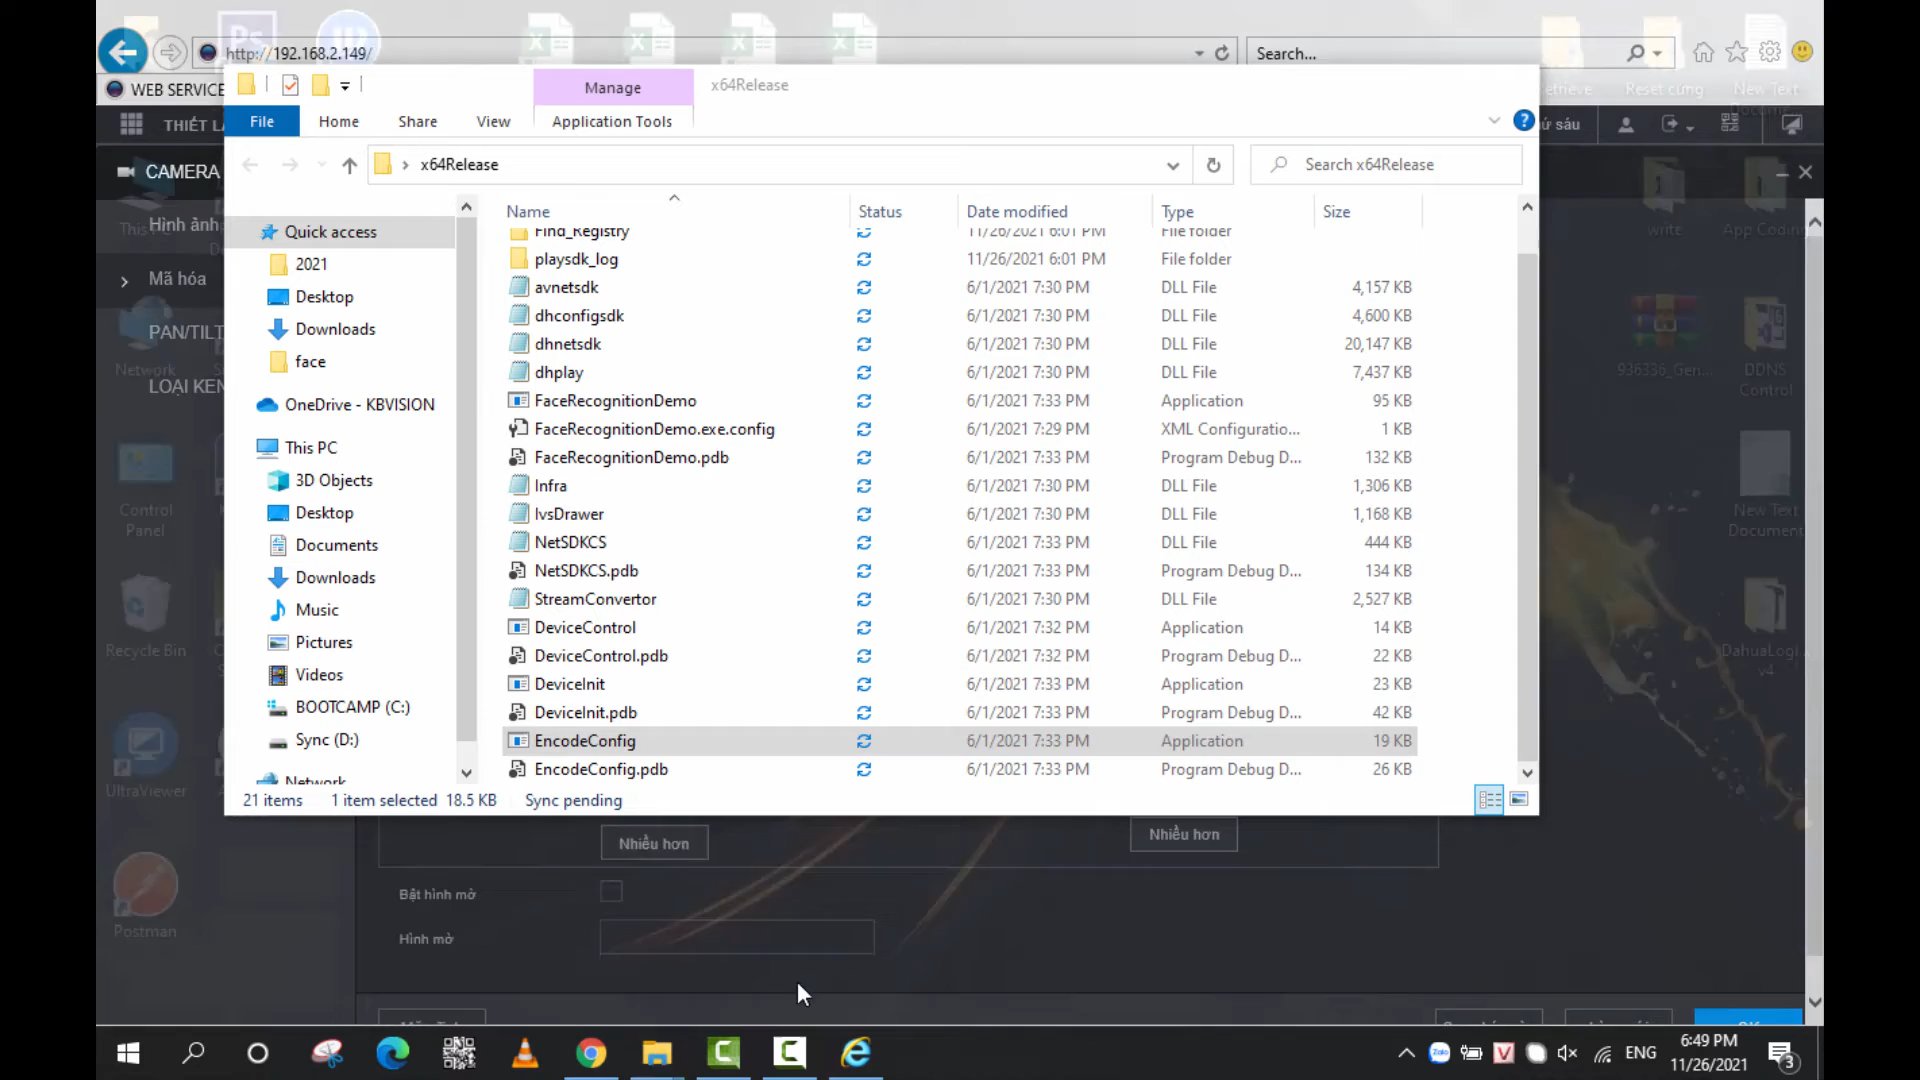 http://192.168.2.149/
Search...
WEB SERVICE
Manage
x64Release
File
Home
Share
View
Application Tools
THIẾT L
ứ sáu
etrieve
Reset cứng
New Text
Docume
CAMERA
x64Release
Search x64Release
Hình ảnh
Mã hóa
PAN/TILT
LOẠI KEN
Name
Status
Date modified
Type
Size
Find_Registry 11/26/2021 6:01 PM File folder
playsdk_log 11/26/2021 6:01 PM File folder
avnetsdk 6/1/2021 7:30 PM DLL File 4,157 KB
dhconfigsdk 6/1/2021 7:30 PM DLL File 4,600 KB
dhnetsdk 6/1/2021 7:30 PM DLL File 20,147 KB
dhplay 6/1/2021 7:30 PM DLL File 7,437 KB
FaceRecognitionDemo 6/1/2021 7:33 PM Application 95 KB
FaceRecognitionDemo.exe.config 6/1/2021 7:29 PM XML Configuratio... 1 KB
FaceRecognitionDemo.pdb 6/1/2021 7:33 PM Program Debug D... 132 KB
Infra 6/1/2021 7:30 PM DLL File 1,306 KB
IvsDrawer 6/1/2021 7:30 PM DLL File 1,168 KB
NetSDKCS 6/1/2021 7:33 PM DLL File 444 KB
NetSDKCS.pdb 6/1/2021 7:33 PM Program Debug D... 134 KB
StreamConvertor 6/1/2021 7:30 PM DLL File 2,527 KB
DeviceControl 6/1/2021 7:32 PM Application 14 KB
DeviceControl.pdb 6/1/2021 7:32 PM Program Debug D... 22 KB
DeviceInit 6/1/2021 7:33 PM Application 23 KB
DeviceInit.pdb 6/1/2021 7:33 PM Program Debug D... 42 KB
EncodeConfig 6/1/2021 7:33 PM Application 19 KB
EncodeConfig.pdb 6/1/2021 7:33 PM Program Debug D... 26 KB
Quick access
2021
Desktop
Downloads
face
OneDrive - KBVISION
This PC
3D Objects
Desktop
Documents
Downloads
Music
Pictures
Videos
BOOTCAMP (C:)
Sync (D:)
Network
21 items
1 item selected
18.5 KB
Sync pending
Network
Control
Panel
Recycle Bin
UltraViewer
Postman
write
App Coding
936336_Gen...
DDNS
Control
New Text
Document
Nhiều hơn
Nhiều hơn
Bật hình mờ
Hình mờ
ENG
6:49 PM
11/26/2021
3